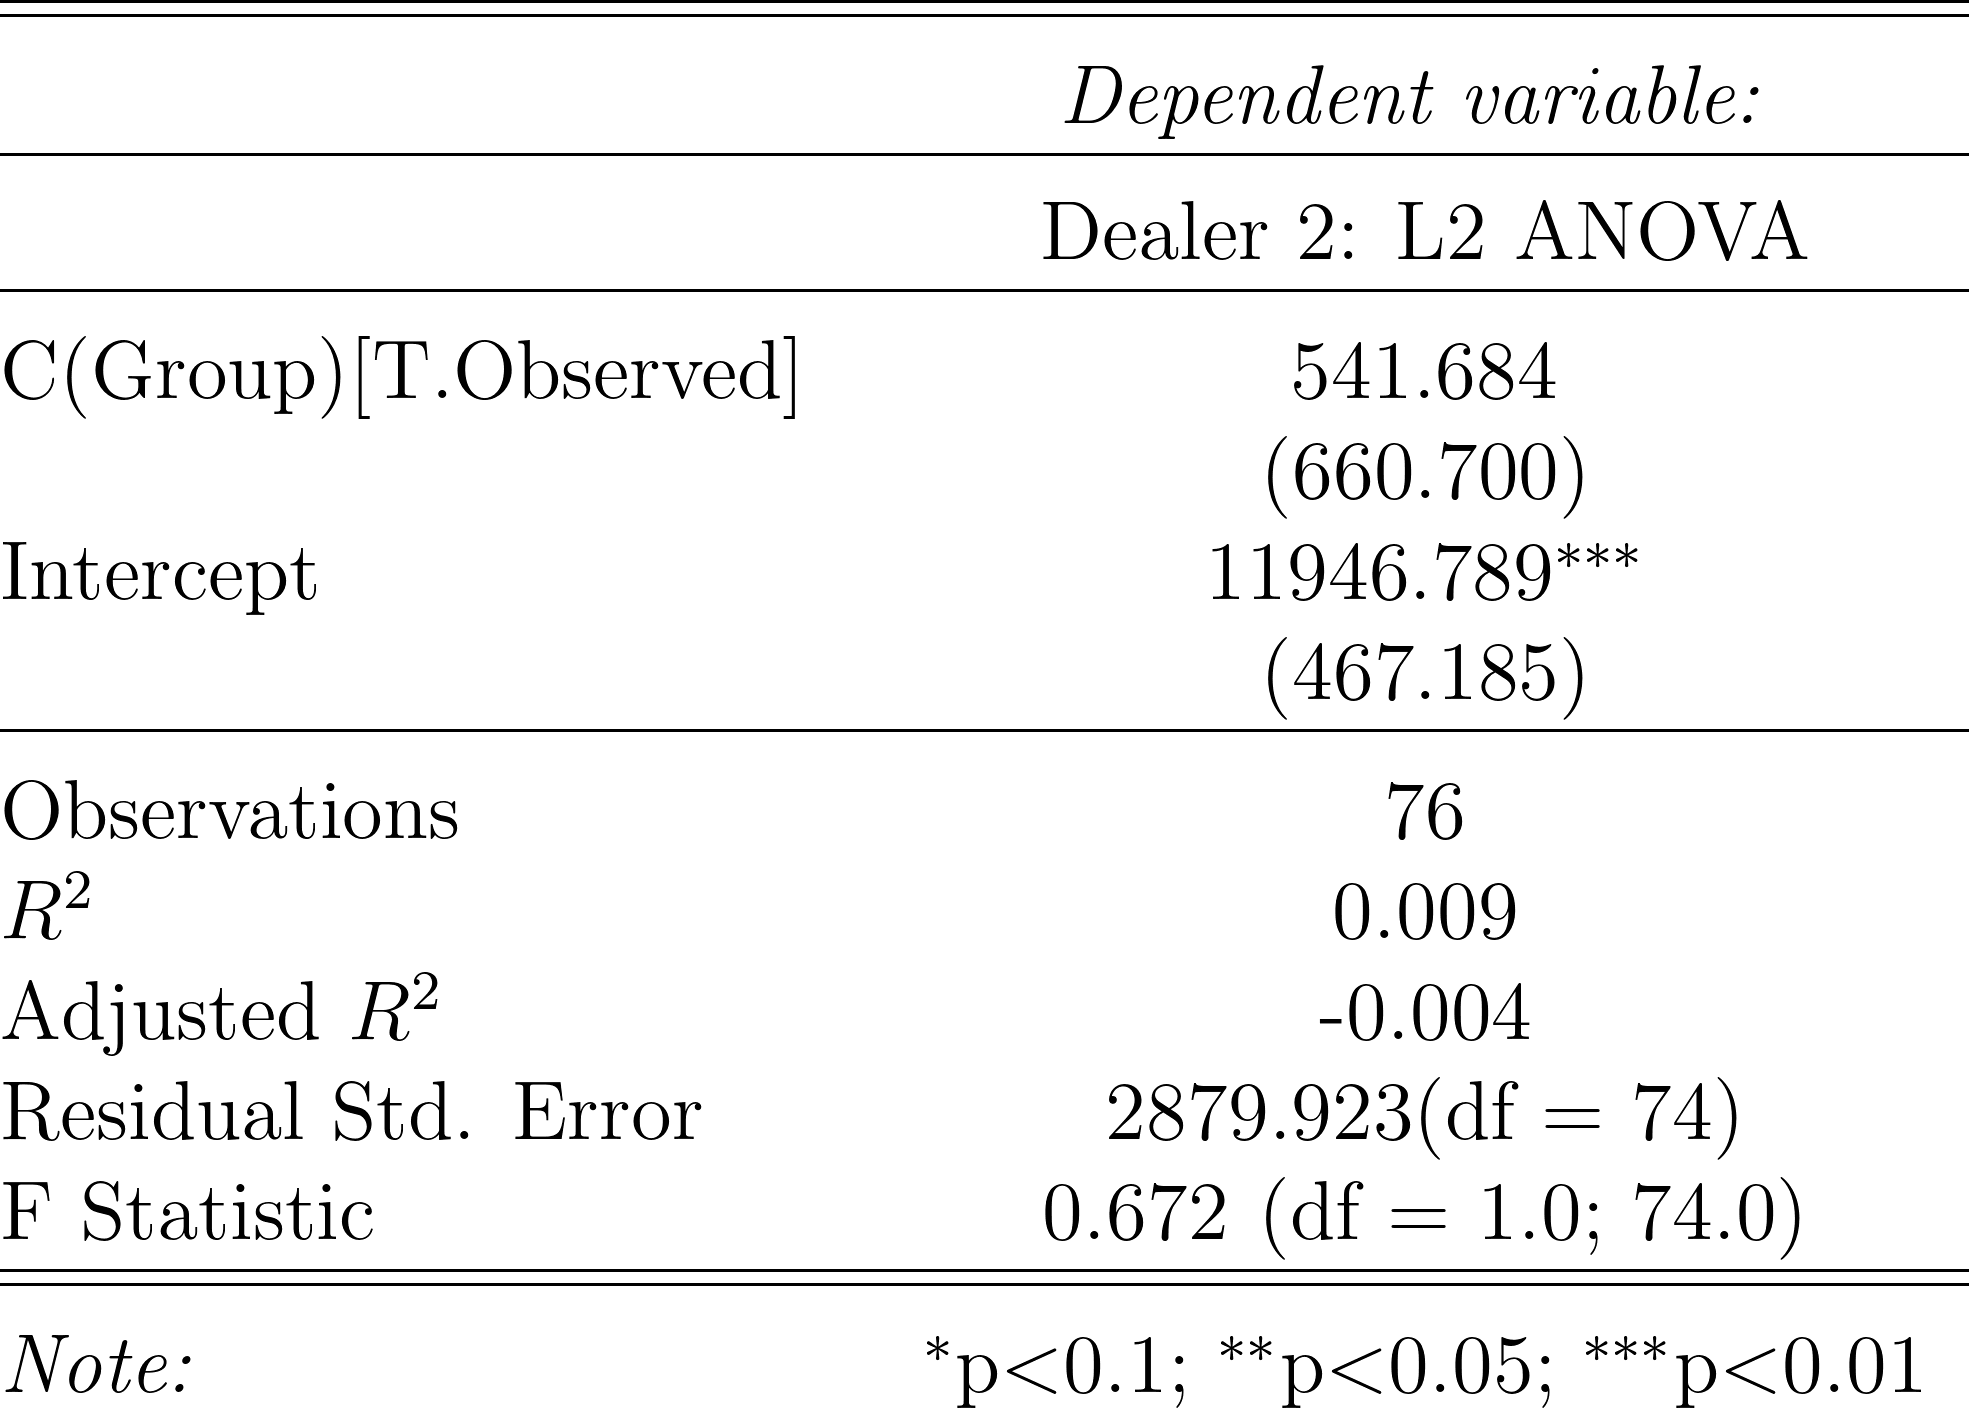 Dependent variable:
Dealer 2: L2 ANOVA
C(Group)[T.Observed] 541.684
(660.700)
Intercept 11946.789***
(467.185)
Observations 76
R² 0.009
Adjusted R² -0.004
Residual Std. Error 2879.923(df = 74)
F Statistic 0.672 (df = 1.0; 74.0)
Note: *p<0.1; **p<0.05; ***p<0.01